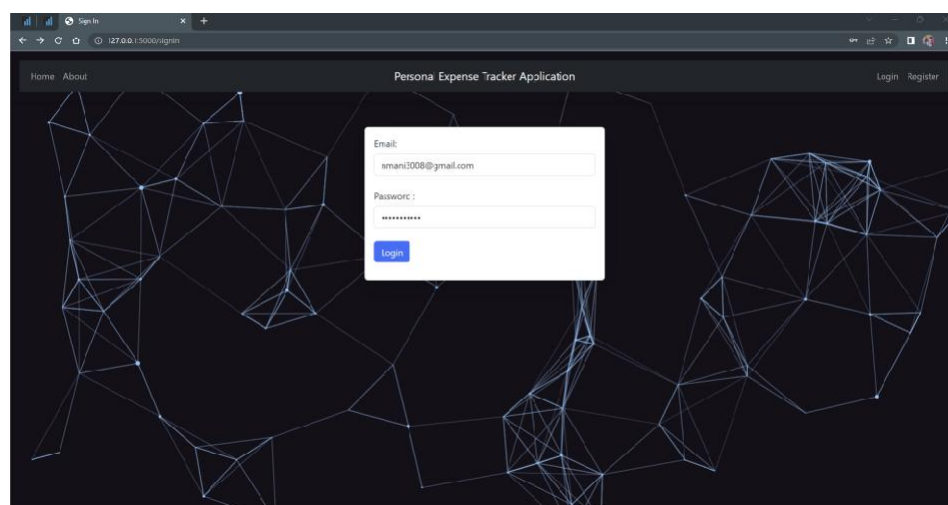 Sign In
127.0.0.1:5000/signin
Home About
Personal Expense Tracker Application
Login Register
Email:
smani3008@gmail.com
Password :
Login